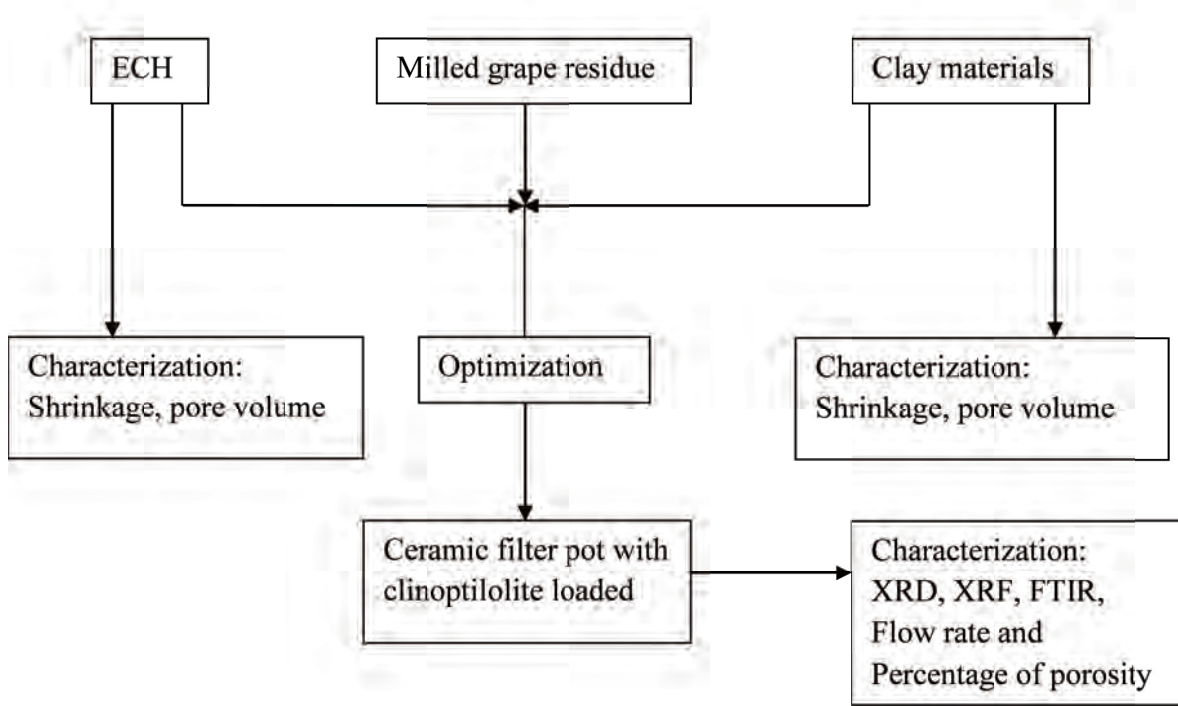 ECH
Milled grape residue
Clay materials
Characterization:
Shrinkage, pore volume
Optimization
Characterization:
Shrinkage, pore volume
Ceramic filter pot with
clinoptilolite loaded
Characterization:
XRD, XRF, FTIR,
Flow rate and
Percentage of porosity